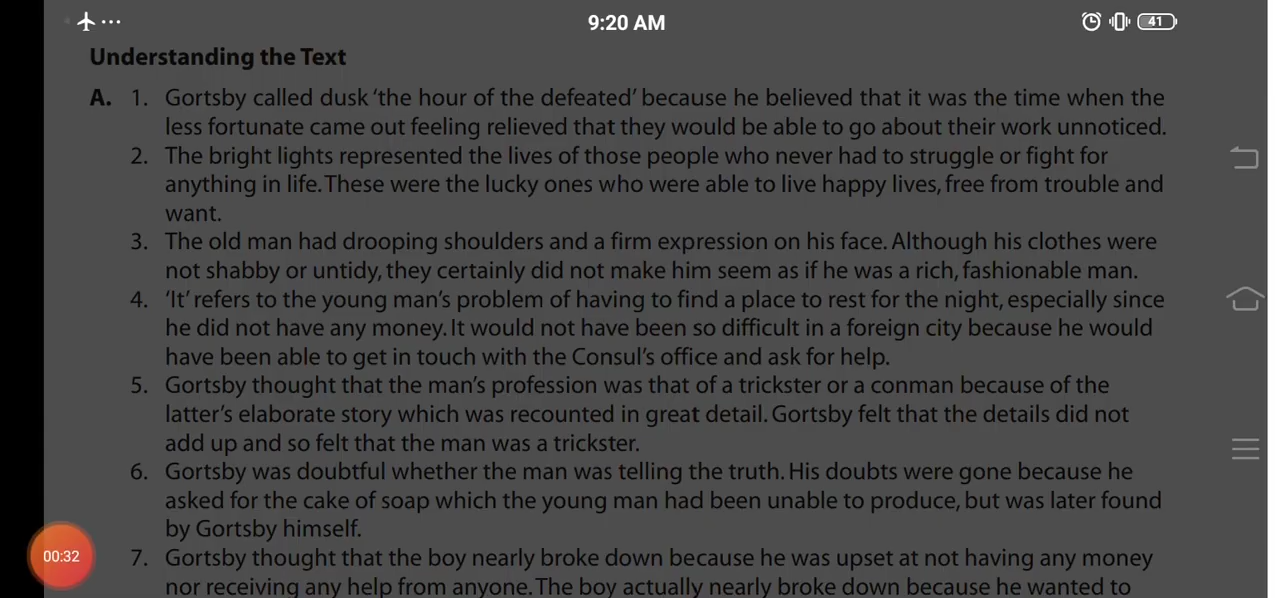 9:20 AM
41
Understanding the Text
A. 1. Gortsby called dusk ‘the hour of the defeated’ because he believed that it was the time when the
less fortunate came out feeling relieved that they would be able to go about their work unnoticed.
2. The bright lights represented the lives of those people who never had to struggle or fight for
anything in life. These were the lucky ones who were able to live happy lives, free from trouble and
want.
3. The old man had drooping shoulders and a firm expression on his face. Although his clothes were
not shabby or untidy, they certainly did not make him seem as if he was a rich, fashionable man.
4. ‘It’ refers to the young man’s problem of having to find a place to rest for the night, especially since
he did not have any money. It would not have been so difficult in a foreign city because he would
have been able to get in touch with the Consul’s office and ask for help.
5. Gortsby thought that the man’s profession was that of a trickster or a conman because of the
latter’s elaborate story which was recounted in great detail. Gortsby felt that the details did not
add up and so felt that the man was a trickster.
6. Gortsby was doubtful whether the man was telling the truth. His doubts were gone because he
asked for the cake of soap which the young man had been unable to produce, but was later found
by Gortsby himself.
00:32
7. Gortsby thought that the boy nearly broke down because he was upset at not having any money
nor receiving any help from anyone. The boy actually nearly broke down because he wanted to